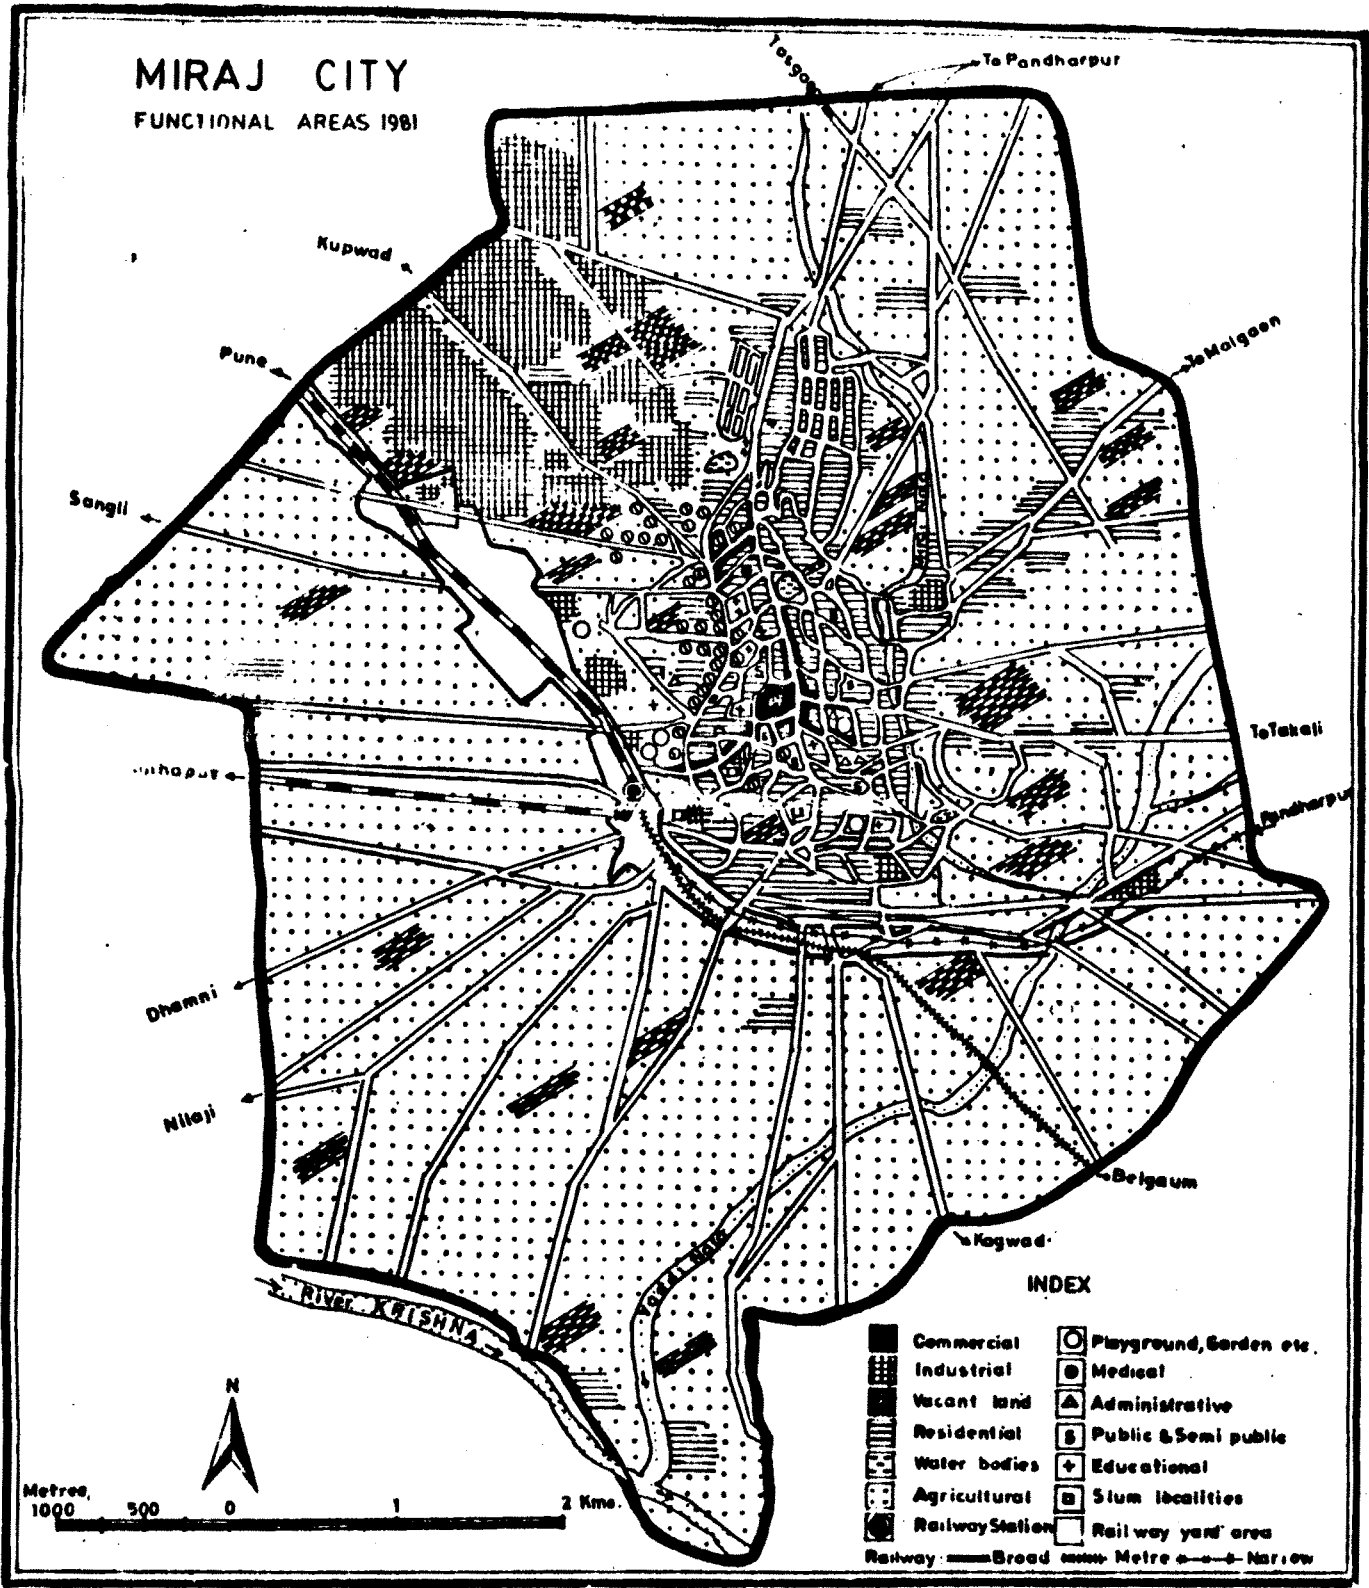 MIRAJ CITY
FUNCTIONAL AREAS 1981
Tasgaon
To Pandharpur
Kupwad
Pune
To Malgaon
Sangli
To Takali
Pandharpur
Dhamni
Nilaji
Belgaum
Kagwad
Vaddi Nala
River KRISHNA
N
INDEX
Commercial
Industrial
Vacant land
Residential
Water bodies
Agricultural
Railway Station
Playground, Garden etc.
Medical
Administrative
S Public & Semi public
Educational
Slum localities
Railway yard area
Railway Broad Metre Narrow
Metres,
1000 500 0 1 2 Kms.